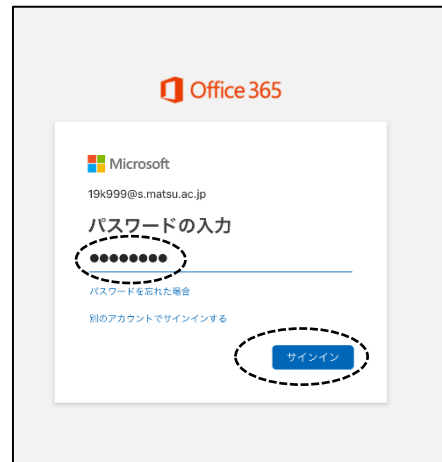 Office 365
Microsoft
19k999@s.matsu.ac.jp
パスワードの入力
●●●●●●●●
パスワードを忘れた場合
別のアカウントでサインインする
サインイン